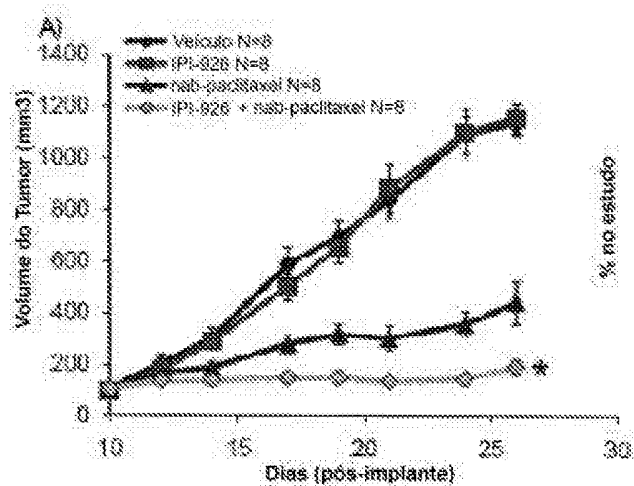 A)
Veículo N=8
IPI-926 N=8
nab-paclitaxel N=8
IPI-926 + nab-paclitaxel N=8
Volume do Tumor (mm3)
1400
1200
1000
800
600
400
200
0
*
10
15
20
25
30
Dias (pós-implante)
% no estudo